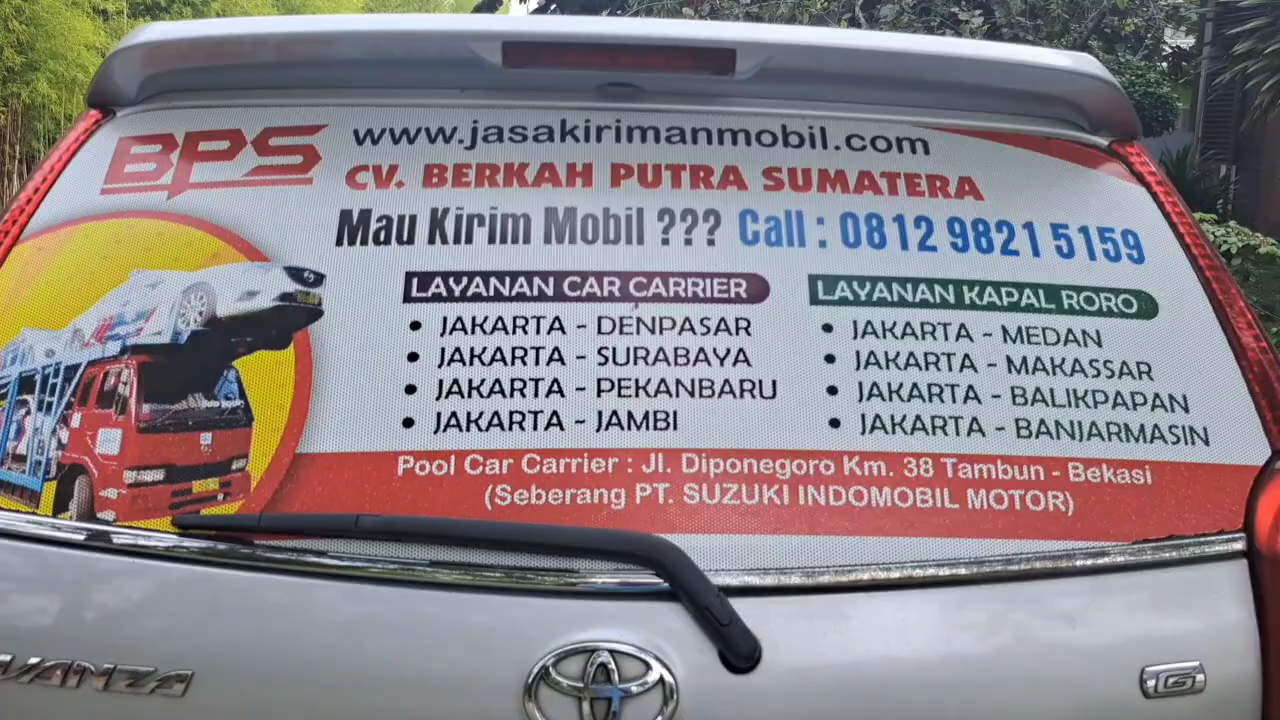 BPS
www.jasakirimanmobil.com
CV. BERKAH PUTRA SUMATERA
Mau Kirim Mobil ??? Call : 0812 9821 5159
LAYANAN CAR CARRIER
• JAKARTA - DENPASAR
• JAKARTA - SURABAYA
• JAKARTA - PEKANBARU
• JAKARTA - JAMBI
LAYANAN KAPAL RORO
• JAKARTA - MEDAN
• JAKARTA - MAKASSAR
• JAKARTA - BALIKPAPAN
• JAKARTA - BANJARMASIN
Pool Car Carrier : Jl. Diponegoro Km. 38 Tambun - Bekasi
(Seberang PT. SUZUKI INDOMOBIL MOTOR)
VANZA
G